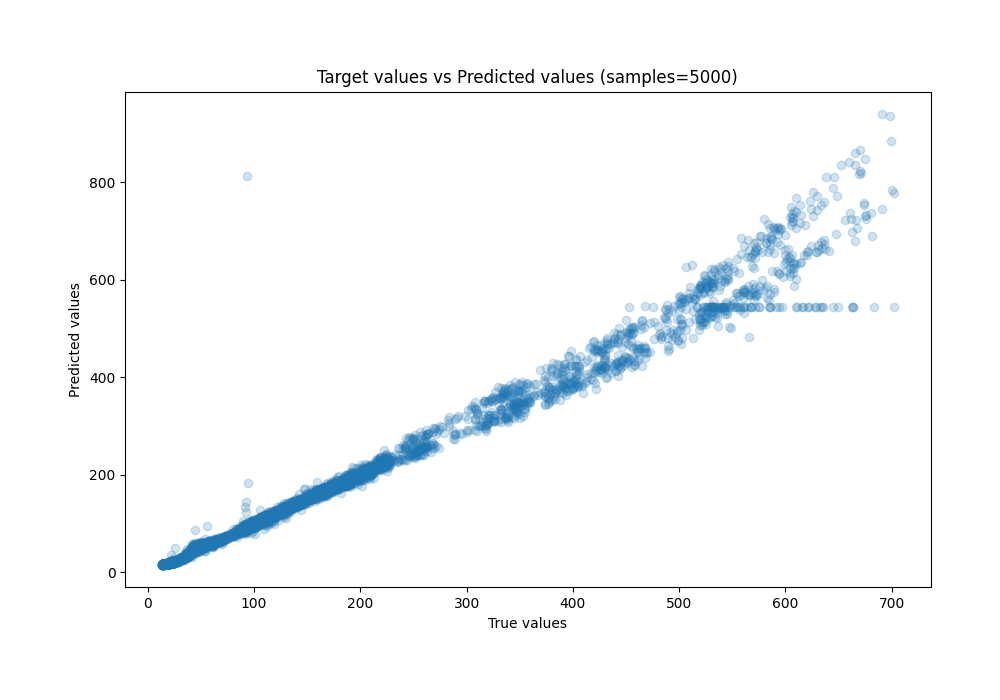 Target values vs Predicted values (samples=5000)
Predicted values
800
600
400
200
0
0 100 200 300 400 500 600 700
True values